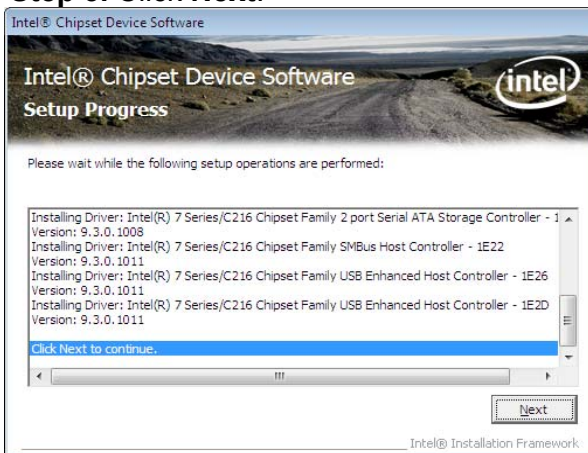 Intel® Chipset Device Software
Intel® Chipset Device Software
intel
Setup Progress
Please wait while the following setup operations are performed:
Installing Driver: Intel(R) 7 Series/C216 Chipset Family 2 port Serial ATA Storage Controller - 1
Version: 9.3.0.1008
Installing Driver: Intel(R) 7 Series/C216 Chipset Family SMBus Host Controller - 1E22
Version: 9.3.0.1011
Installing Driver: Intel(R) 7 Series/C216 Chipset Family USB Enhanced Host Controller - 1E26
Version: 9.3.0.1011
Installing Driver: Intel(R) 7 Series/C216 Chipset Family USB Enhanced Host Controller - 1E2D
Version: 9.3.0.1011
Click Next to continue.
Next
Intel® Installation Framework